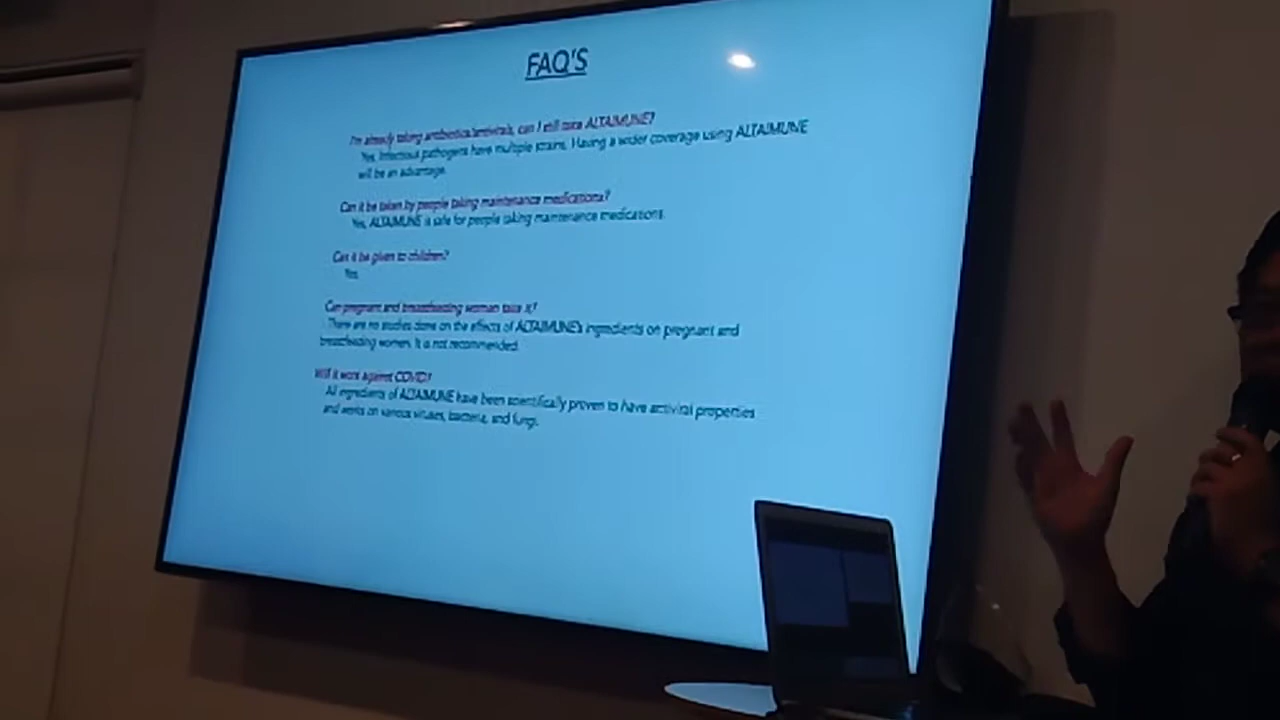 FAQ'S
I'm already taking antibiotics/antivirals, can I still take ALTAIMUNE?
Yes. Infectious pathogens have multiple strains. Having a wider coverage using ALTAIMUNE
will be an advantage.
Can it be taken by people taking maintenance medications?
Yes, ALTAIMUNE is safe for people taking maintenance medications.
Can it be given to children?
Yes.
Can pregnant and breastfeeding woman take it?
There are no studies done on the effects of ALTAIMUNE's ingredients on pregnant and
breastfeeding women. It is not recommended.
Will it work against COVID?
All ingredients of ALTAIMUNE have been scientifically proven to have antiviral properties
and works on various viruses, bacteria, and fungi.